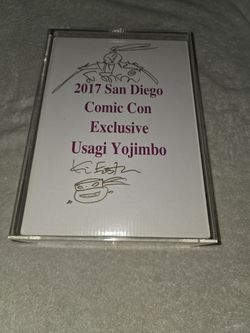 2017 San Diego
Comic Con
Exclusive
Usagi Yojimbo